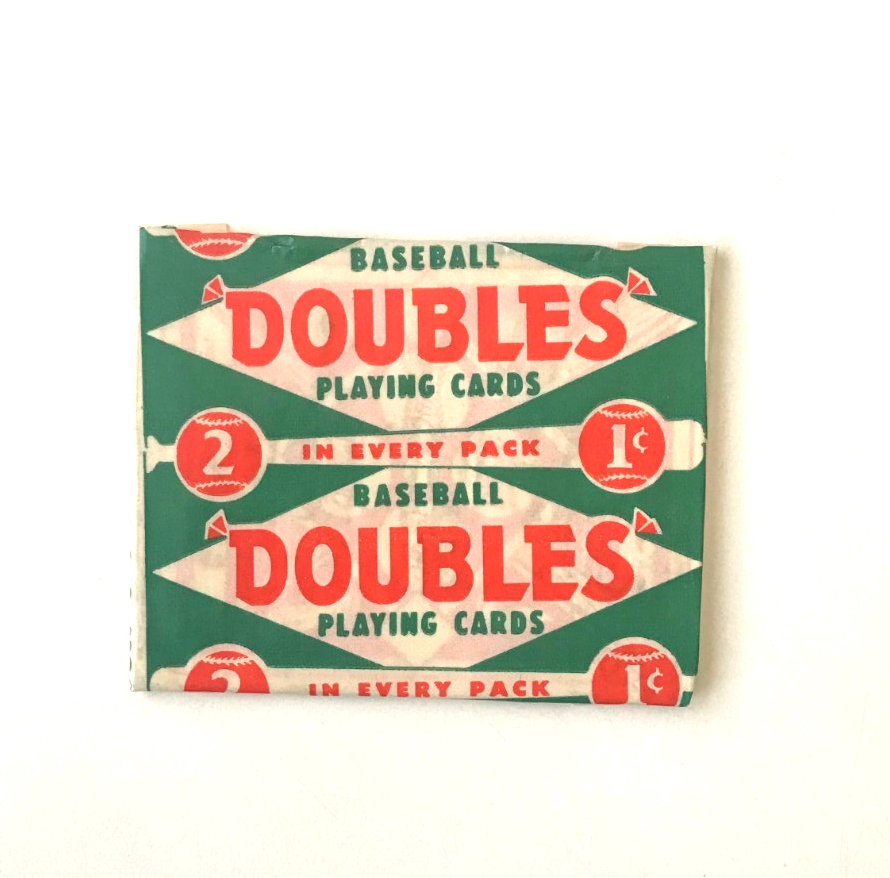 BASEBALL
"DOUBLES"
PLAYING CARDS
2 IN EVERY PACK 1¢
BASEBALL
"DOUBLES"
PLAYING CARDS
2 IN EVERY PACK 1¢